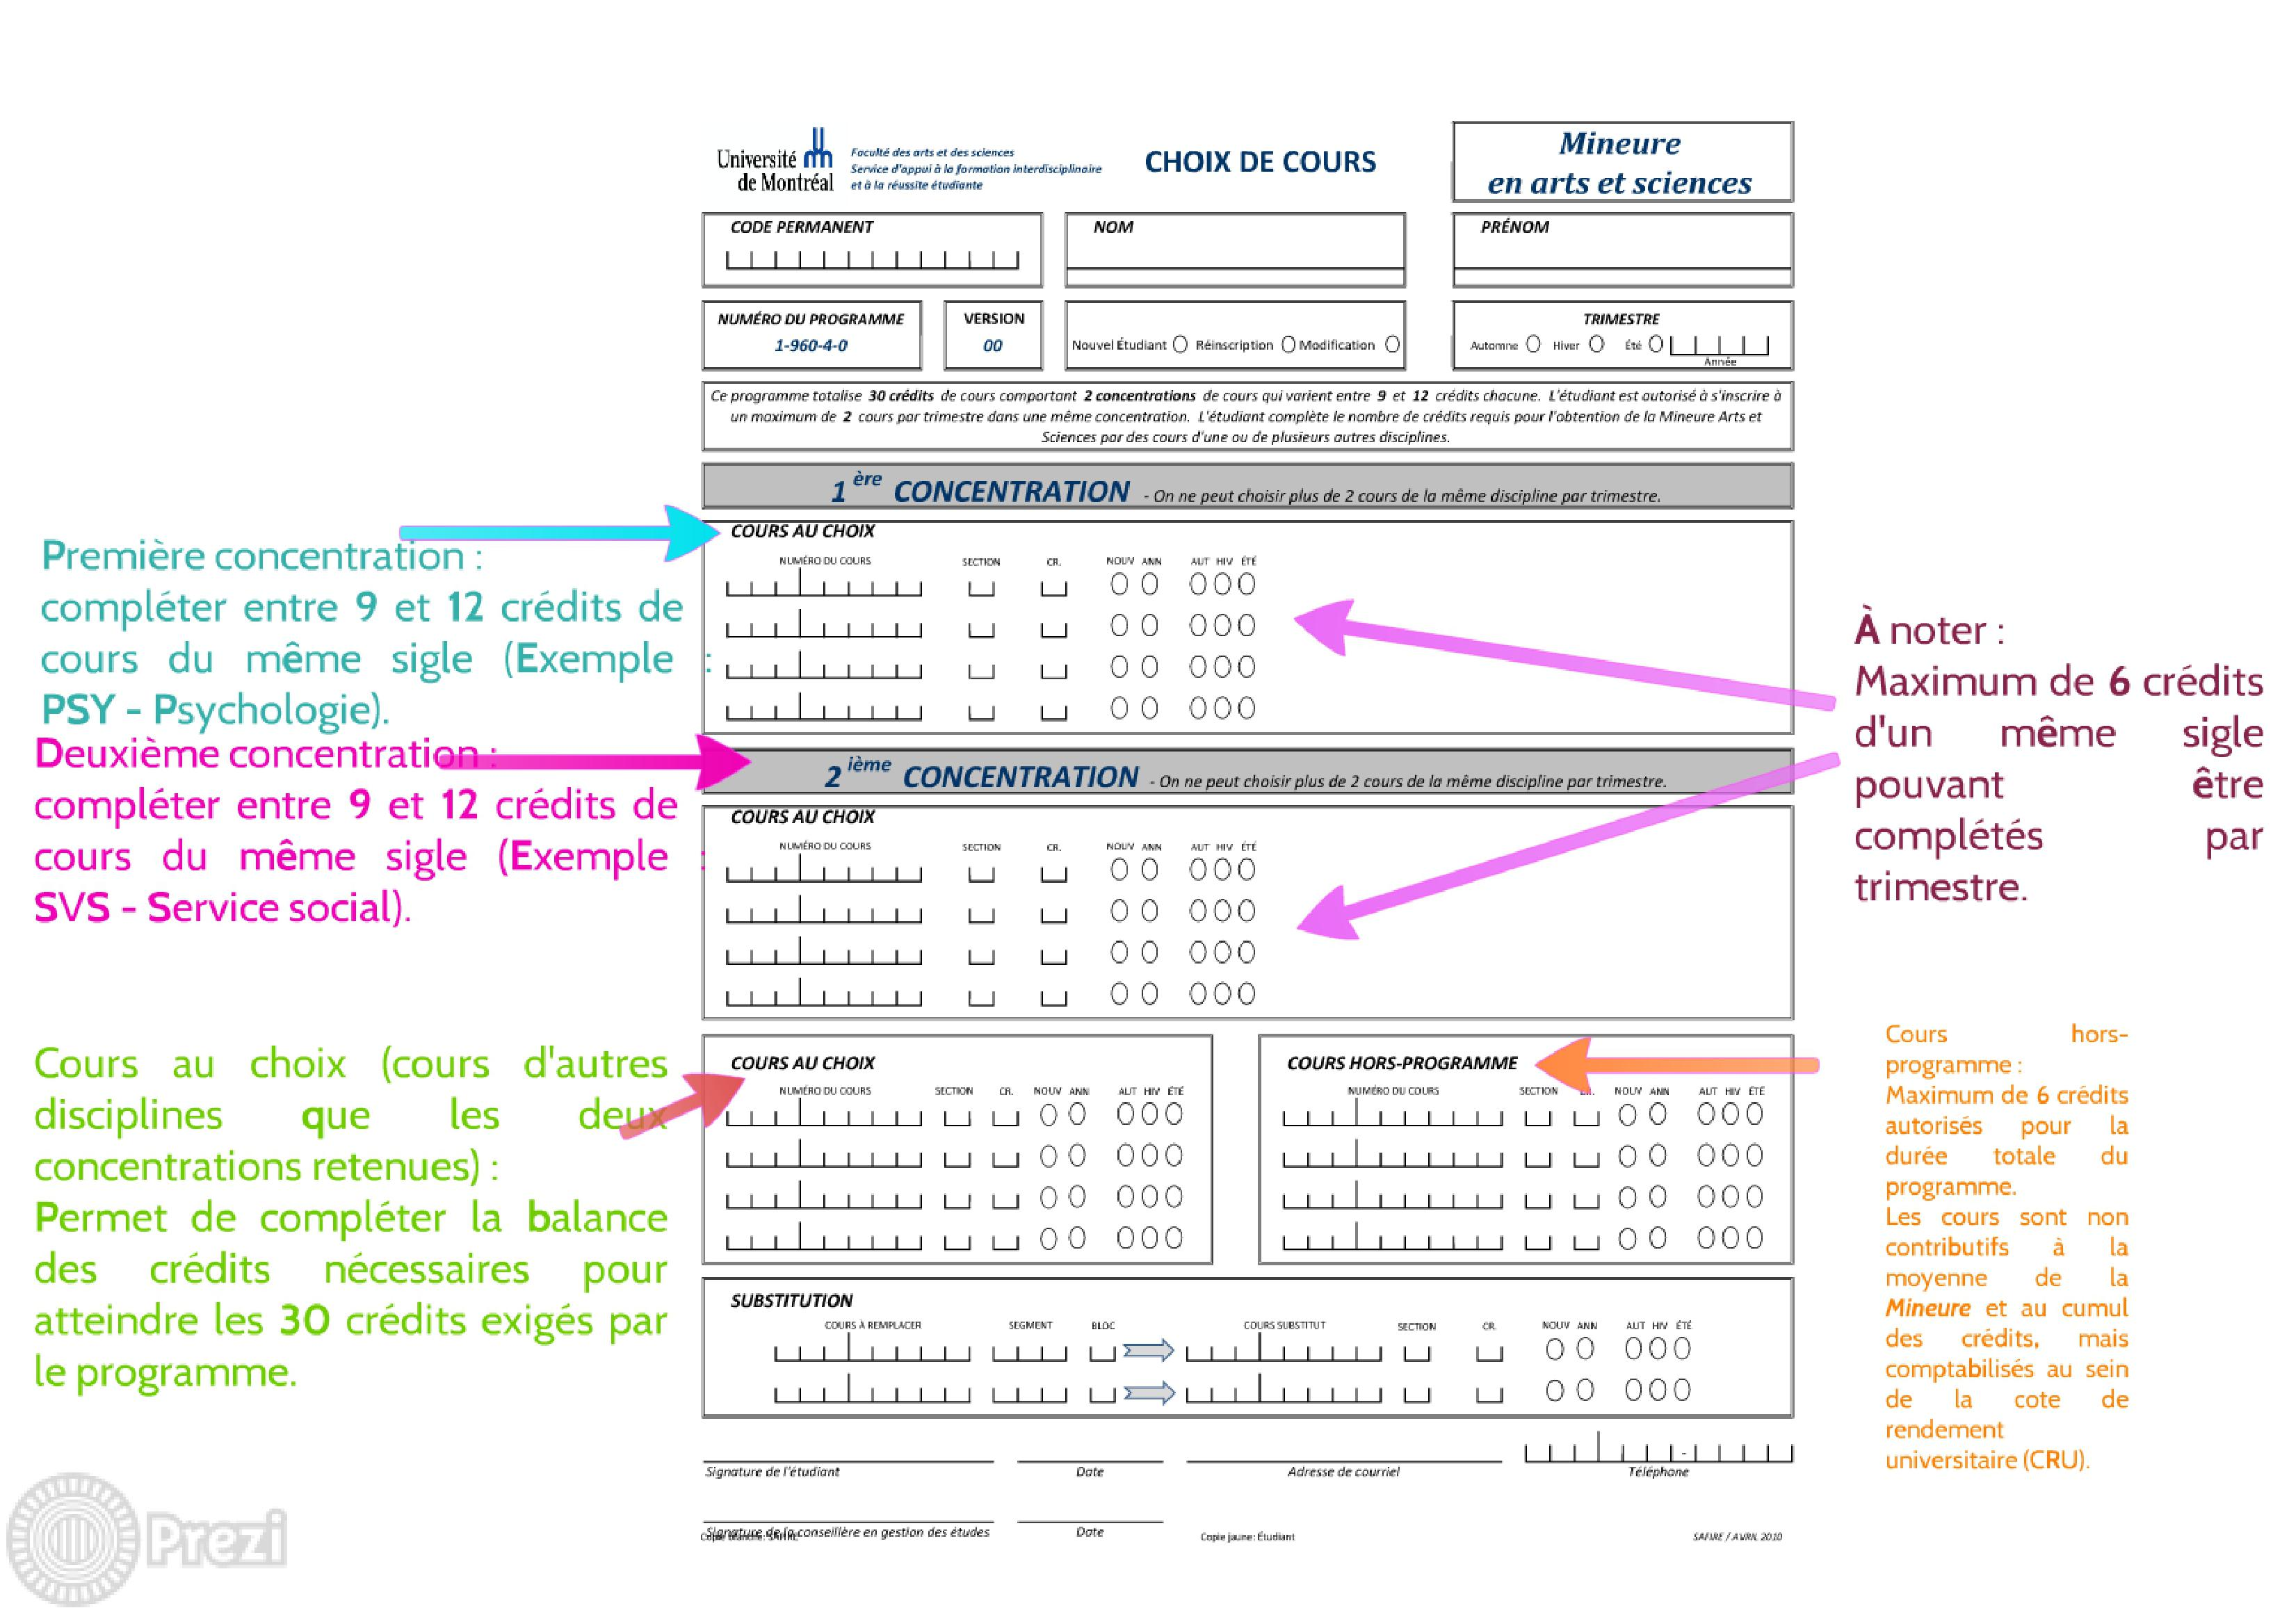 Université de Montréal
Faculté des arts et des sciences
Service d'appui à la formation interdisciplinaire
et à la réussite étudiante
CHOIX DE COURS
Mineure
en arts et sciences
CODE PERMANENT
NOM
PRÉNOM
NUMÉRO DU PROGRAMME
1-960-4-0
VERSION
00
Nouvel Étudiant Réinscription Modification
TRIMESTRE
Automne Hiver Été
Année
Ce programme totalise 30 crédits de cours comportant 2 concentrations de cours qui varient entre 9 et 12 crédits chacune. L'étudiant est autorisé à s'inscrire à
un maximum de 2 cours par trimestre dans une même concentration. L'étudiant complète le nombre de crédits requis pour l'obtention de la Mineure Arts et
Sciences par des cours d'une ou de plusieurs autres disciplines.
1ère CONCENTRATION - On ne peut choisir plus de 2 cours de la même discipline par trimestre.
COURS AU CHOIX
NUMÉRO DU COURS SECTION CR. NOUV ANN AUT HIV ÉTÉ
Première concentration :
compléter entre 9 et 12 crédits de
cours du même sigle (Exemple :
PSY - Psychologie).
2ième CONCENTRATION - On ne peut choisir plus de 2 cours de la même discipline par trimestre.
COURS AU CHOIX
NUMÉRO DU COURS SECTION CR. NOUV ANN AUT HIV ÉTÉ
Deuxième concentration :
compléter entre 9 et 12 crédits de
cours du même sigle (Exemple :
SVS - Service social).
À noter :
Maximum de 6 crédits
d'un même sigle
pouvant être
complétés par
trimestre.
Cours au choix (cours d'autres
disciplines que les deux
concentrations retenues) :
Permet de compléter la balance
des crédits nécessaires pour
atteindre les 30 crédits exigés par
le programme.
COURS AU CHOIX
NUMÉRO DU COURS SECTION CR. NOUV ANN AUT HIV ÉTÉ
COURS HORS-PROGRAMME
NUMÉRO DU COURS SECTION NOUV ANN AUT HIV ÉTÉ
Cours hors-
programme :
Maximum de 6 crédits
autorisés pour la
durée totale du
programme.
Les cours sont non
contributifs à la
moyenne de la
Mineure et au cumul
des crédits, mais
comptabilisés au sein
de la cote de
rendement
universitaire (CRU).
SUBSTITUTION
COURS À REMPLACER SEGMENT BLOC COURS SUBSTITUT SECTION CR. NOUV ANN AUT HIV ÉTÉ
Signature de l'étudiant Date Adresse de courriel Téléphone
Signature de la conseillère en gestion des études Date
Copie blanche: SAFIRE Copie jaune: Étudiant SAFIRE / AVRIL 2010
Prezi